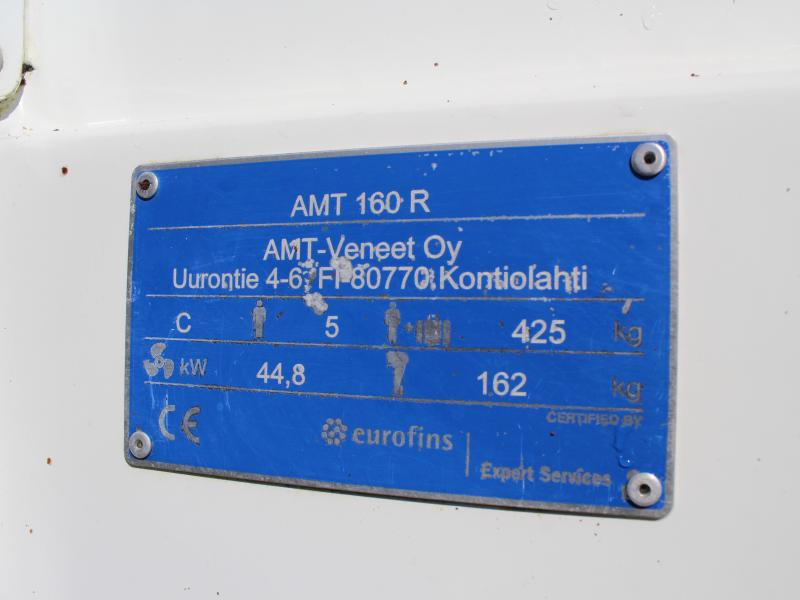 AMT 160 R
AMT-Veneet Oy
Uurontie 4-6, FI-80770 Kontiolahti
C 5 + 425 kg
kW 44,8 162 kg
CERTIFIED BY
CE eurofins Expert Services